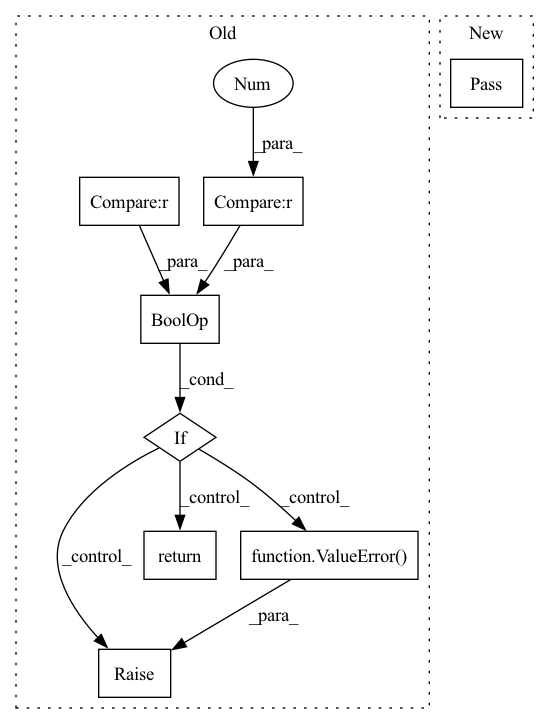 Old
New
Num
Pass
_para_
Compare:r
Compare:r
_para_
_para_
BoolOp
_cond_
If
_control_
_control_
_control_
return
function.ValueError()
_para_
Raise